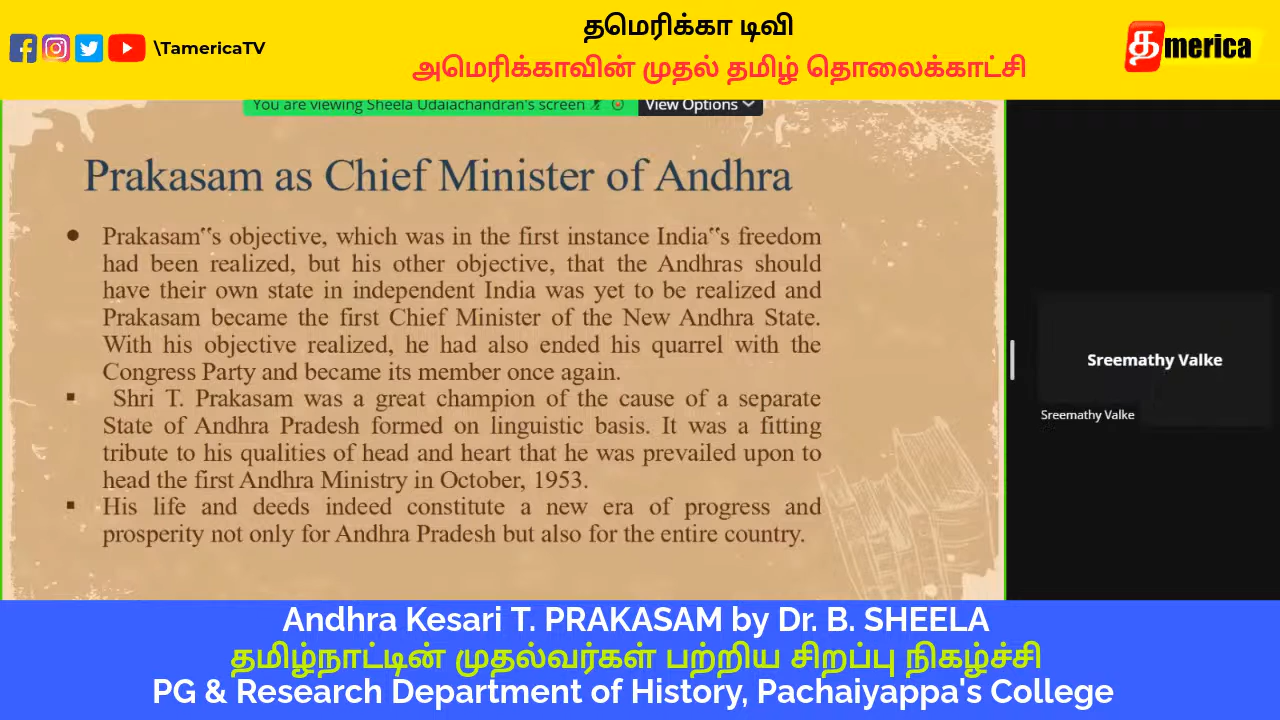 \TamericaTV
தமெரிக்கா டிவி
அமெரிக்காவின் முதல் தமிழ் தொலைக்காட்சி
தmerica
You are viewing Sheela Udaiachandran's screen
View Options
Prakasam as Chief Minister of Andhra
Prakasam‟s objective, which was in the first instance India‟s freedom
had been realized, but his other objective, that the Andhras should
have their own state in independent India was yet to be realized and
Prakasam became the first Chief Minister of the New Andhra State.
With his objective realized, he had also ended his quarrel with the
Congress Party and became its member once again.
Shri T. Prakasam was a great champion of the cause of a separate
State of Andhra Pradesh formed on linguistic basis. It was a fitting
tribute to his qualities of head and heart that he was prevailed upon to
head the first Andhra Ministry in October, 1953.
His life and deeds indeed constitute a new era of progress and
prosperity not only for Andhra Pradesh but also for the entire country.
Sreemathy Valke
Sreemathy Valke
Andhra Kesari T. PRAKASAM by Dr. B. SHEELA
தமிழ்நாட்டின் முதல்வர்கள் பற்றிய சிறப்பு நிகழ்ச்சி
PG & Research Department of History, Pachaiyappa's College